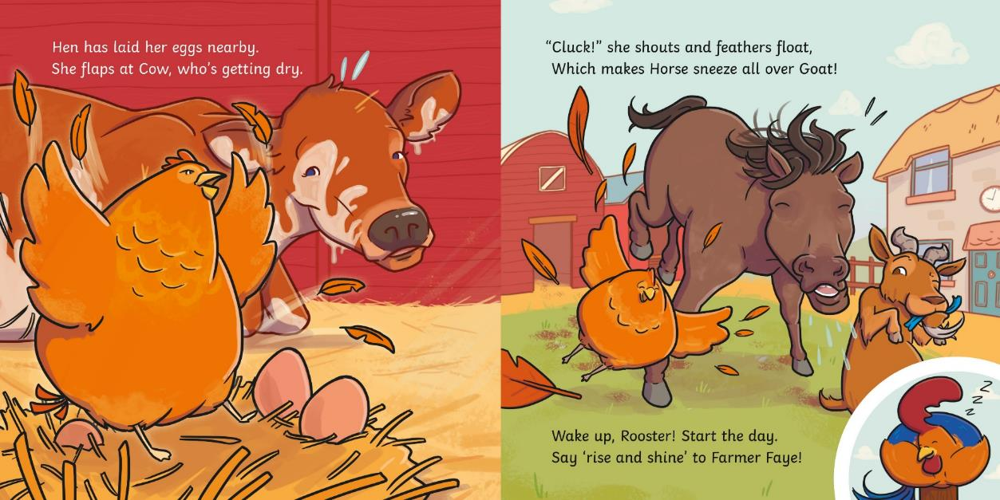 Hen has laid her eggs nearby.
She flaps at Cow, who's getting dry.
“Cluck!” she shouts and feathers float,
Which makes Horse sneeze all over Goat!
Wake up, Rooster! Start the day.
Say ‘rise and shine’ to Farmer Faye!
z
z
z